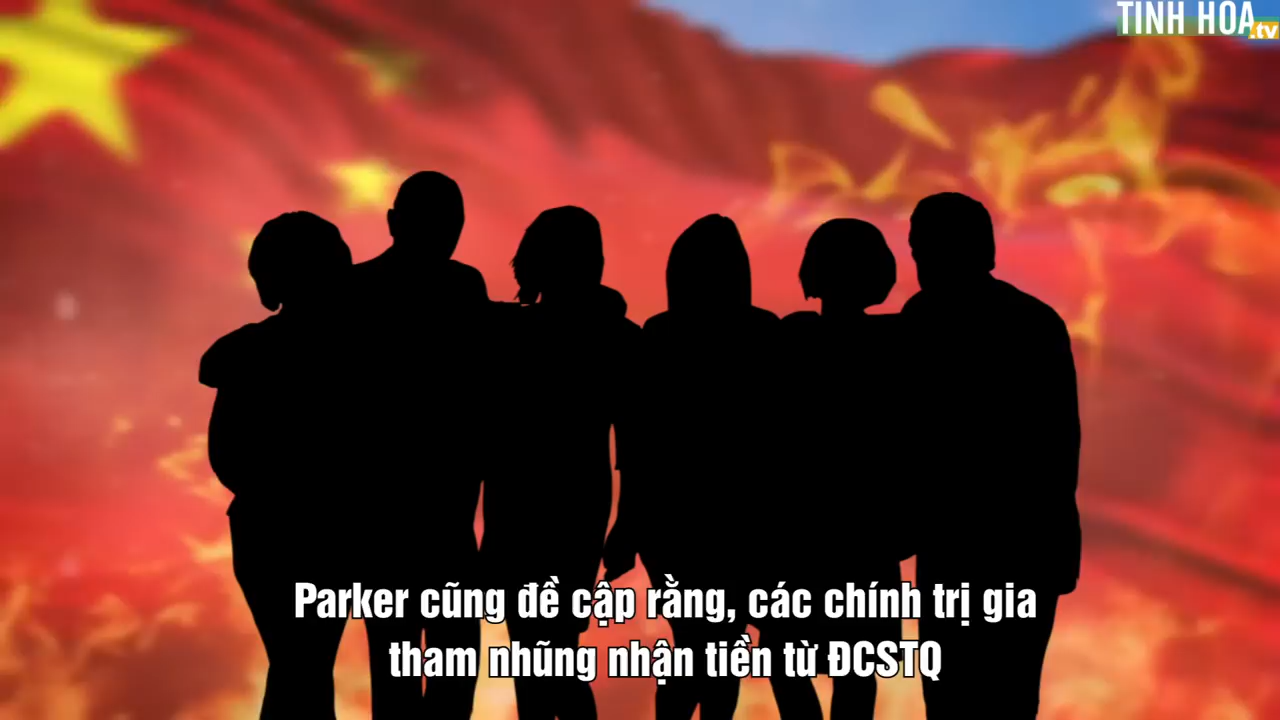 TINH HOA.tv
Parker cũng đề cập rằng, các chính trị gia
tham nhũng nhận tiền từ ĐCSTQ